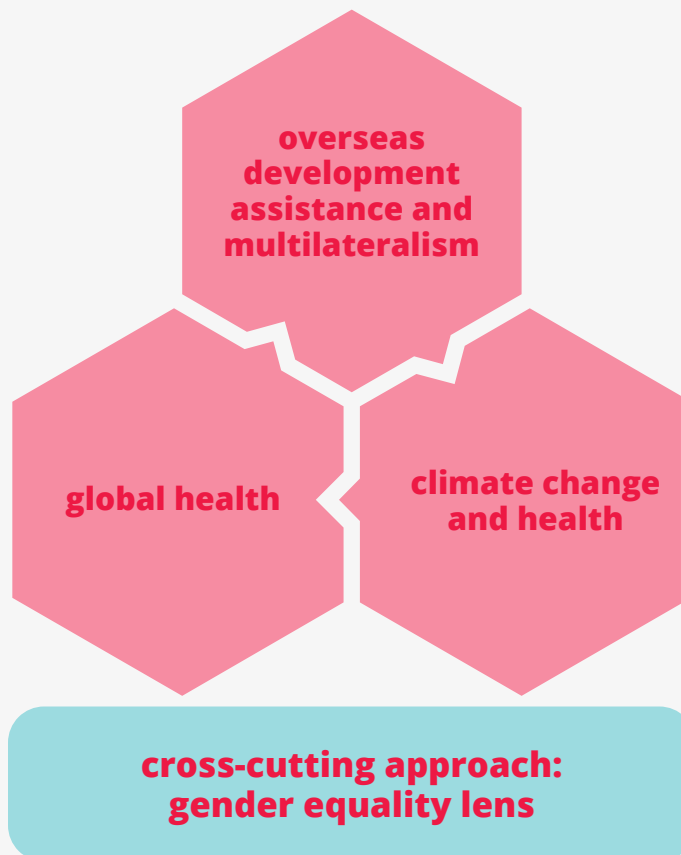 overseas
development
assistance and
multilateralism
global health
climate change
and health
cross-cutting approach:
gender equality lens